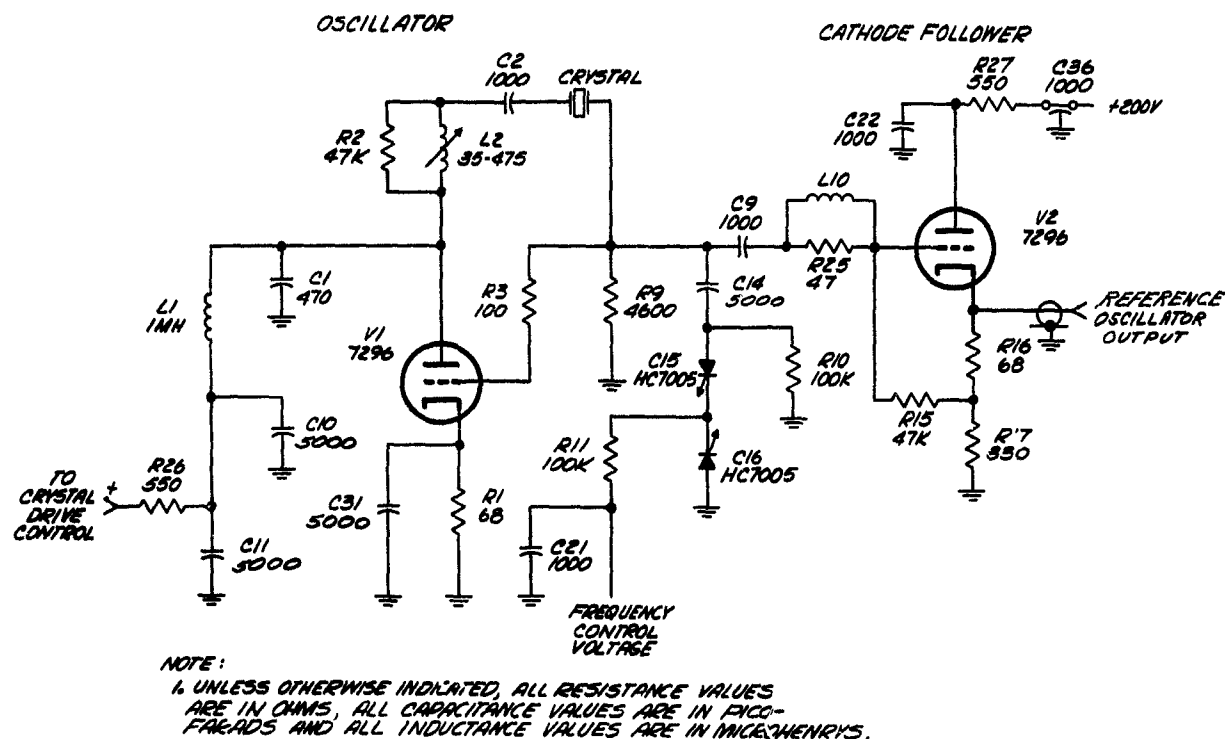 OSCILLATOR
CATHODE FOLLOWER
C2
1000
CRYSTAL
R27
550
C36
1000
+200V
C22
1000
R2
47K
L2
35-475
L10
C9
1000
V2
7296
R25
47
C1
470
L1
1MH
R3
100
R9
4600
C14
5000
V1
7296
REFERENCE
OSCILLATOR
OUTPUT
R16
68
C15
HC7005
R10
100K
R15
47K
R'7
330
C10
5000
R11
100K
C16
HC7005
R26
550
TO
CRYSTAL
DRIVE
CONTROL
+
C31
5000
R1
68
C11
5000
C21
1000
FREQUENCY
CONTROL
VOLTAGE
NOTE:
1. UNLESS OTHERWISE INDICATED, ALL RESISTANCE VALUES
ARE IN OHMS, ALL CAPACITANCE VALUES ARE IN PICO-
FARADS AND ALL INDUCTANCE VALUES ARE IN MICROHENRYS.